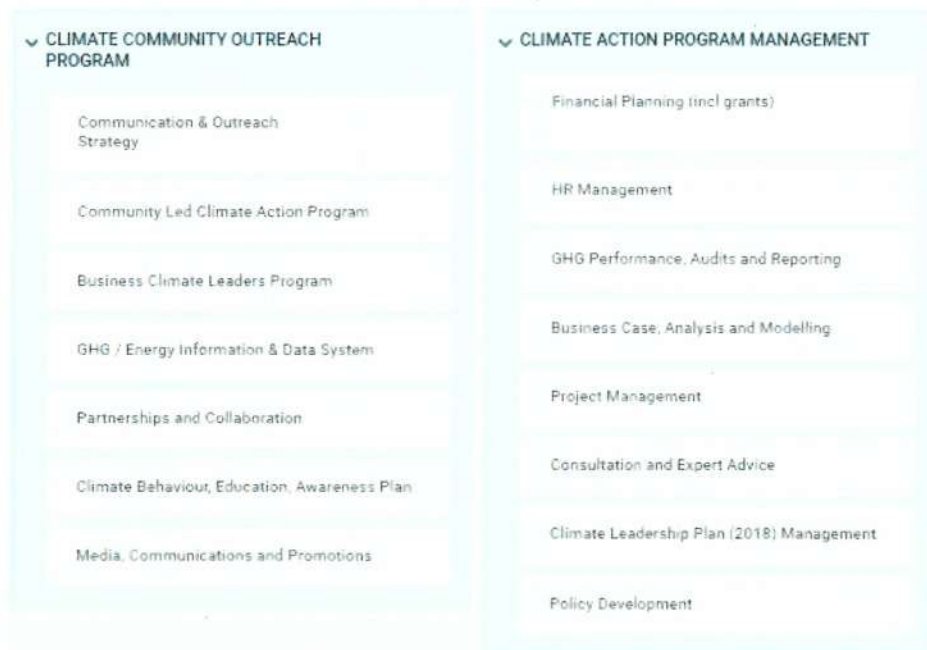 CLIMATE COMMUNITY OUTREACH
PROGRAM
Communication & Outreach
Strategy
Community Led Climate Action Program
Business Climate Leaders Program
GHG / Energy Information & Data System
Partnerships and Collaboration
Climate Behaviour, Education, Awareness Plan
Media, Communications and Promotions
CLIMATE ACTION PROGRAM MANAGEMENT
Financial Planning (incl grants)
HR Management
GHG Performance, Audits and Reporting
Business Case, Analysis and Modelling
Project Management
Consultation and Expert Advice
Climate Leadership Plan (2018) Management
Policy Development